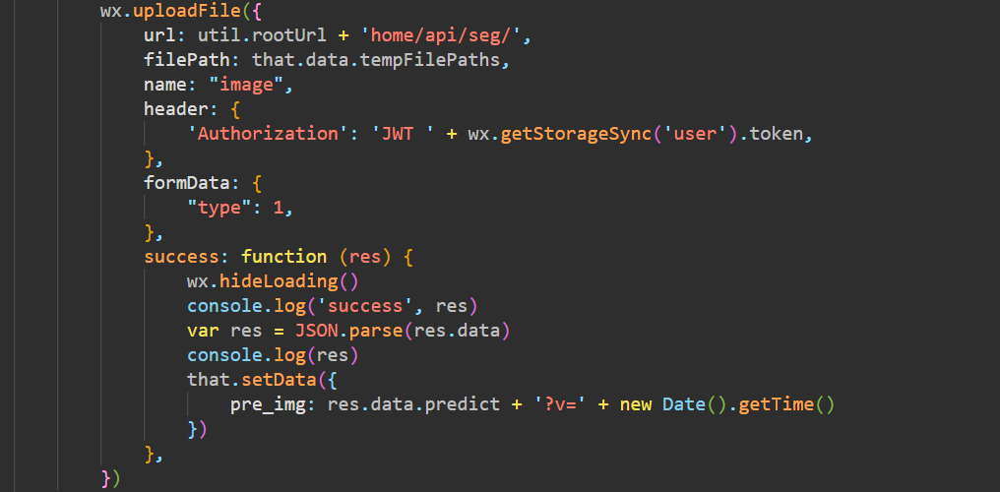 wx.uploadFile({
url: util.rootUrl + 'home/api/seg/',
filePath: that.data.tempFilePaths,
name: "image",
header: {
'Authorization': 'JWT ' + wx.getStorageSync('user').token,
},
formData: {
"type": 1,
},
success: function (res) {
wx.hideLoading()
console.log('success', res)
var res = JSON.parse(res.data)
console.log(res)
that.setData({
pre_img: res.data.predict + '?v=' + new Date().getTime()
})
},
})